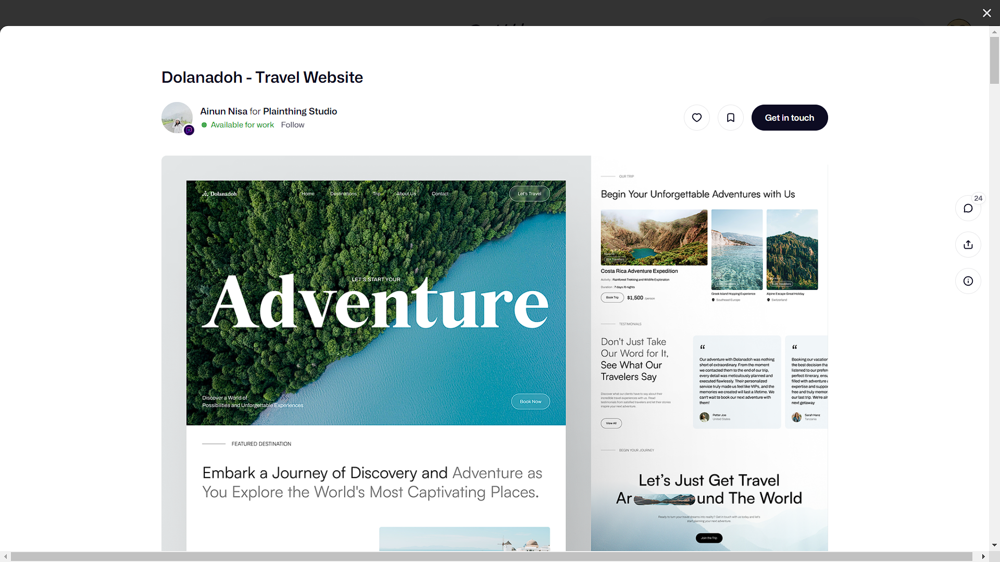 Dolanadoh - Travel Website
Ainun Nisa for Plainthing Studio
Available for work Follow
Get in touch
24
Dolanadoh
Home Destinations Trip About Us Contact
Let's Travel
LET'S START YOUR
Adventure
Discover a World of
Possibilities and Unforgettable Experiences
Book Now
FEATURED DESTINATION
Embark a Journey of Discovery and Adventure as
You Explore the World's Most Captivating Places.
OUR TRIP
Begin Your Unforgettable Adventures with Us
21K Travellers
Costa Rica Adventure Expedition
Activity : Rainforest Trekking and Wildlife Exploration
Duration : 7 days /6 nights
Book Trip $1,500 /person
Greek Island Hopping Experience
Southeast Europe
Travellers
Alpine Escape Great Holiday
Switzerland
TESTIMONIALS
Don't Just Take
Our Word for It,
See What Our
Travelers Say
Discover what our clients have to say about their
incredible travel experiences with us. Read
testimonials from satisfied travelers and let their stories
inspire your next adventure.
View All
“
Our adventure with Dolanadoh was nothing
short of extraordinary. From the moment
we contacted them to the end of our trip,
every detail was meticulously planned and
executed flawlessly. Their personalized
service truly made us feel like VIPs, and the
memories we created will last a lifetime. We
can't wait to book our next adventure with
them!
Petter Joe
United States
“
Booking our vacation
the best decision tha
listened to our prefer
perfect itinerary, ensu
filled with adventure a
expertise and suppor
free and truly memor
our last trip. We're alr
next getaway
Sarah Hanz
Tanzania
BEGIN YOUR JOURNEY
Let's Just Get Travel
Ar und The World
Ready to turn your travel dreams into reality? Get in touch with us today and let's
start planning your next adventure.
Join the Trip